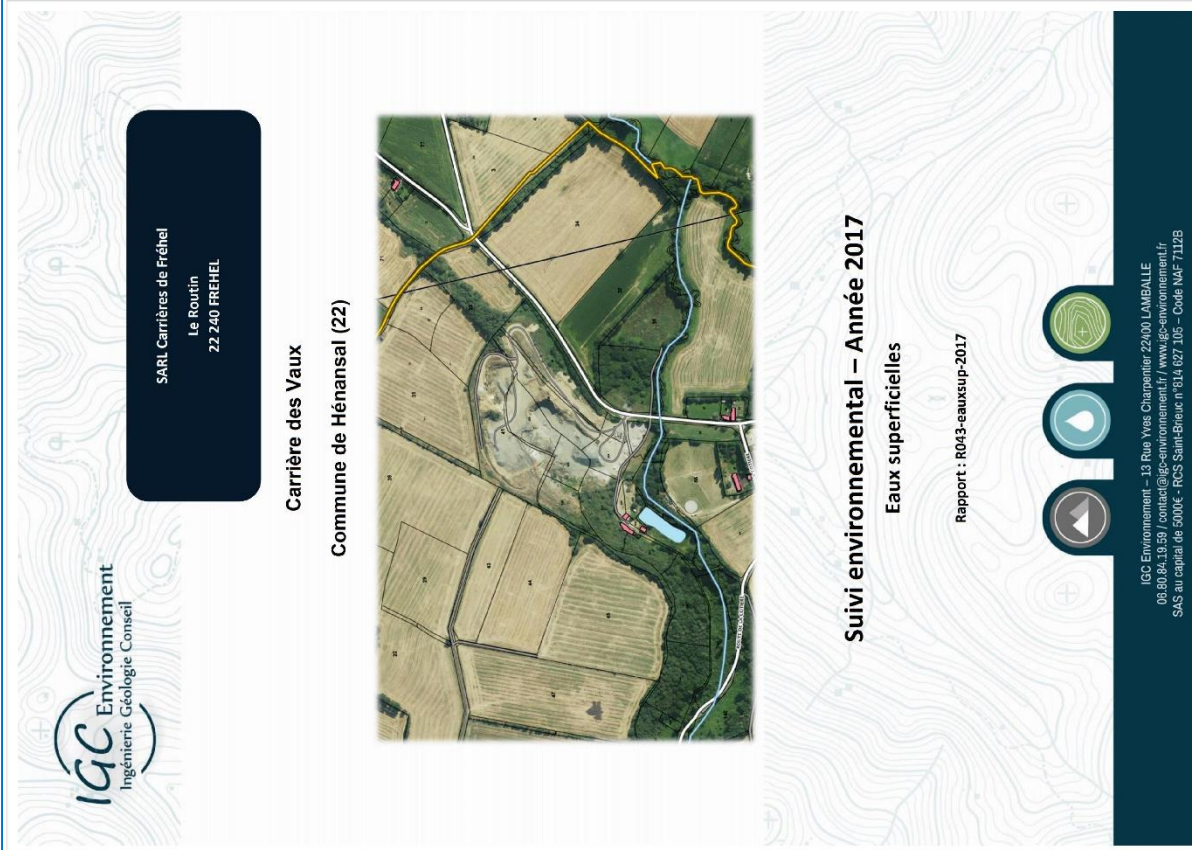 IGC Environnement
Ingénierie Géologie Conseil
SARL Carrières de Fréhel
Le Routin
22 240 FREHEL
Carrière des Vaux
Commune de Hénansal (22)
Suivi environnemental – Année 2017
Eaux superficielles
Rapport : R043-eauxsup-2017
IGC Environnement – 13 Rue Yves Charpentier 22400 LAMBALLE
06.80.84.19.59 / contact@igc-environnement.fr / www.igc-environnement.fr
SAS au capital de 5000€ - RCS Saint-Brieuc n°814 627 105 – Code NAF 7112B